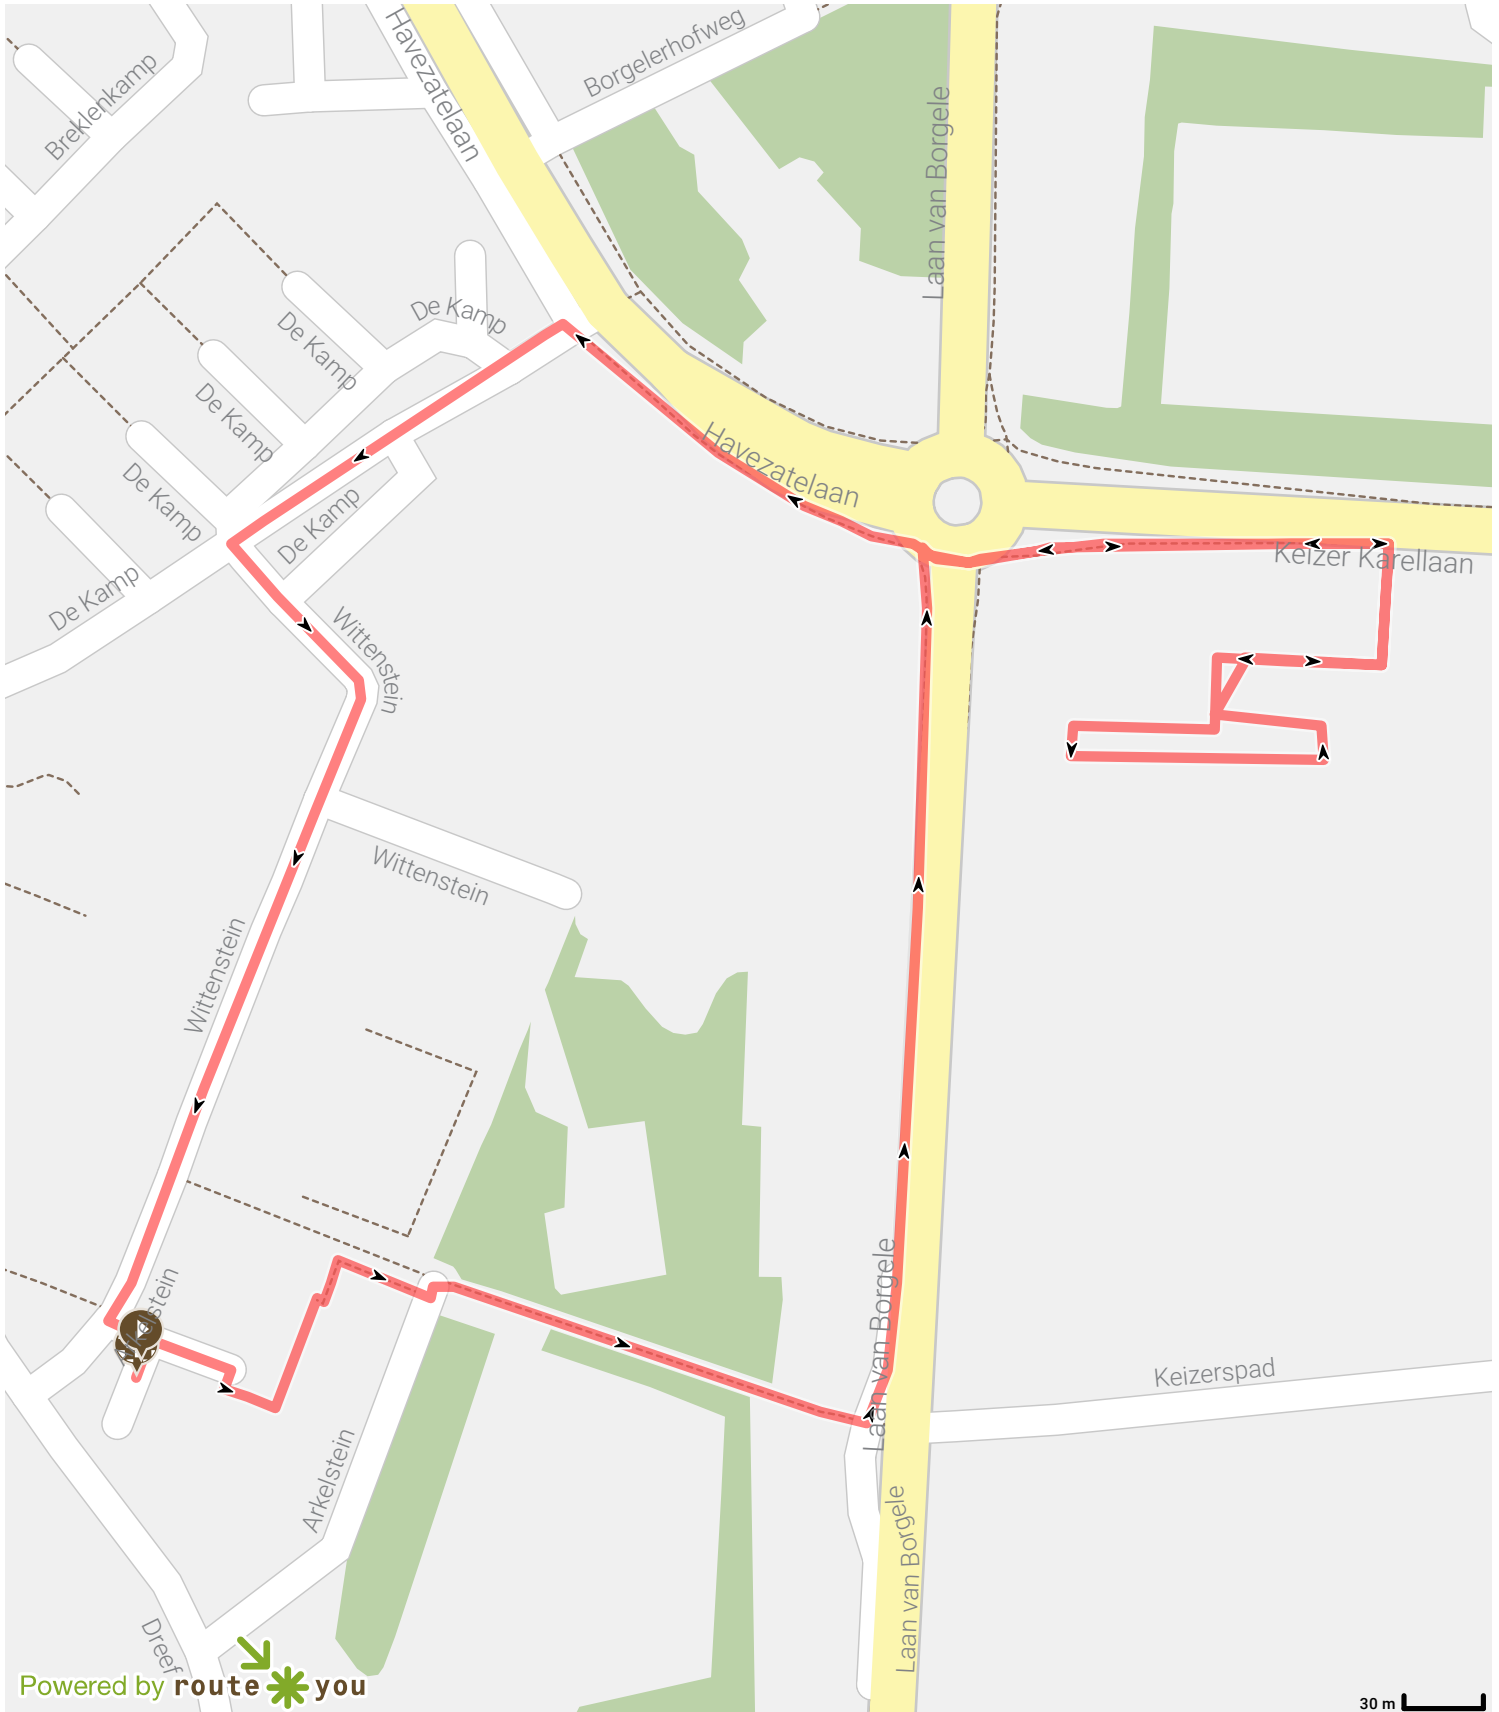 Havezatelaan
Borgelerhofweg
Breklenkamp
Laan van Borgele
De Kamp
De Kamp
De Kamp
Havezatelaan
De Kamp
De Kamp
Keizer Karellaan
De Kamp
Wittenstein
Wittenstein
Wittenstein
Laan van Borgele
Keizerspad
Arkelstein
Laan van Borgele
Dreef
Powered by route you
30 m